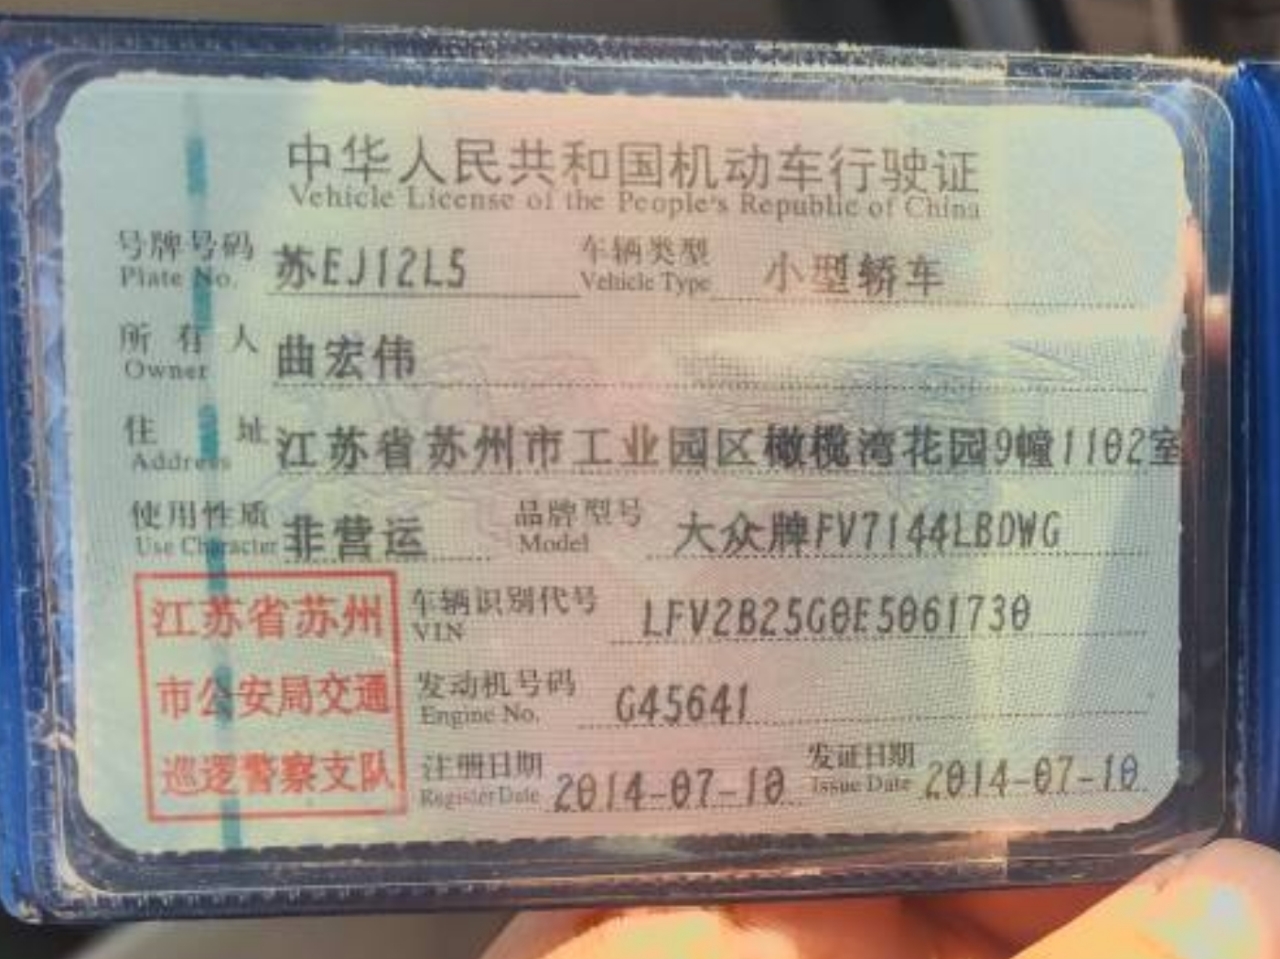 中华人民共和国机动车行驶证
Vehicle License of the People's Republic of China
号牌号码 苏EJ12L5 车辆类型 小型轿车
Plate No. Vehicle Type
所有人 曲宏伟
Owner
住址 江苏省苏州市工业园区橄榄湾花园9幢1102室
Address
使用性质 非营运 品牌型号 大众牌FV7144LBDWG
Use Character Model
江苏省苏州
市公安局交通
巡逻警察支队
车辆识别代号 LFV2B25G0E5061730
VIN
发动机号码 G45641
Engine No.
注册日期 2014-07-10 发证日期 2014-07-10
Register Date Issue Date